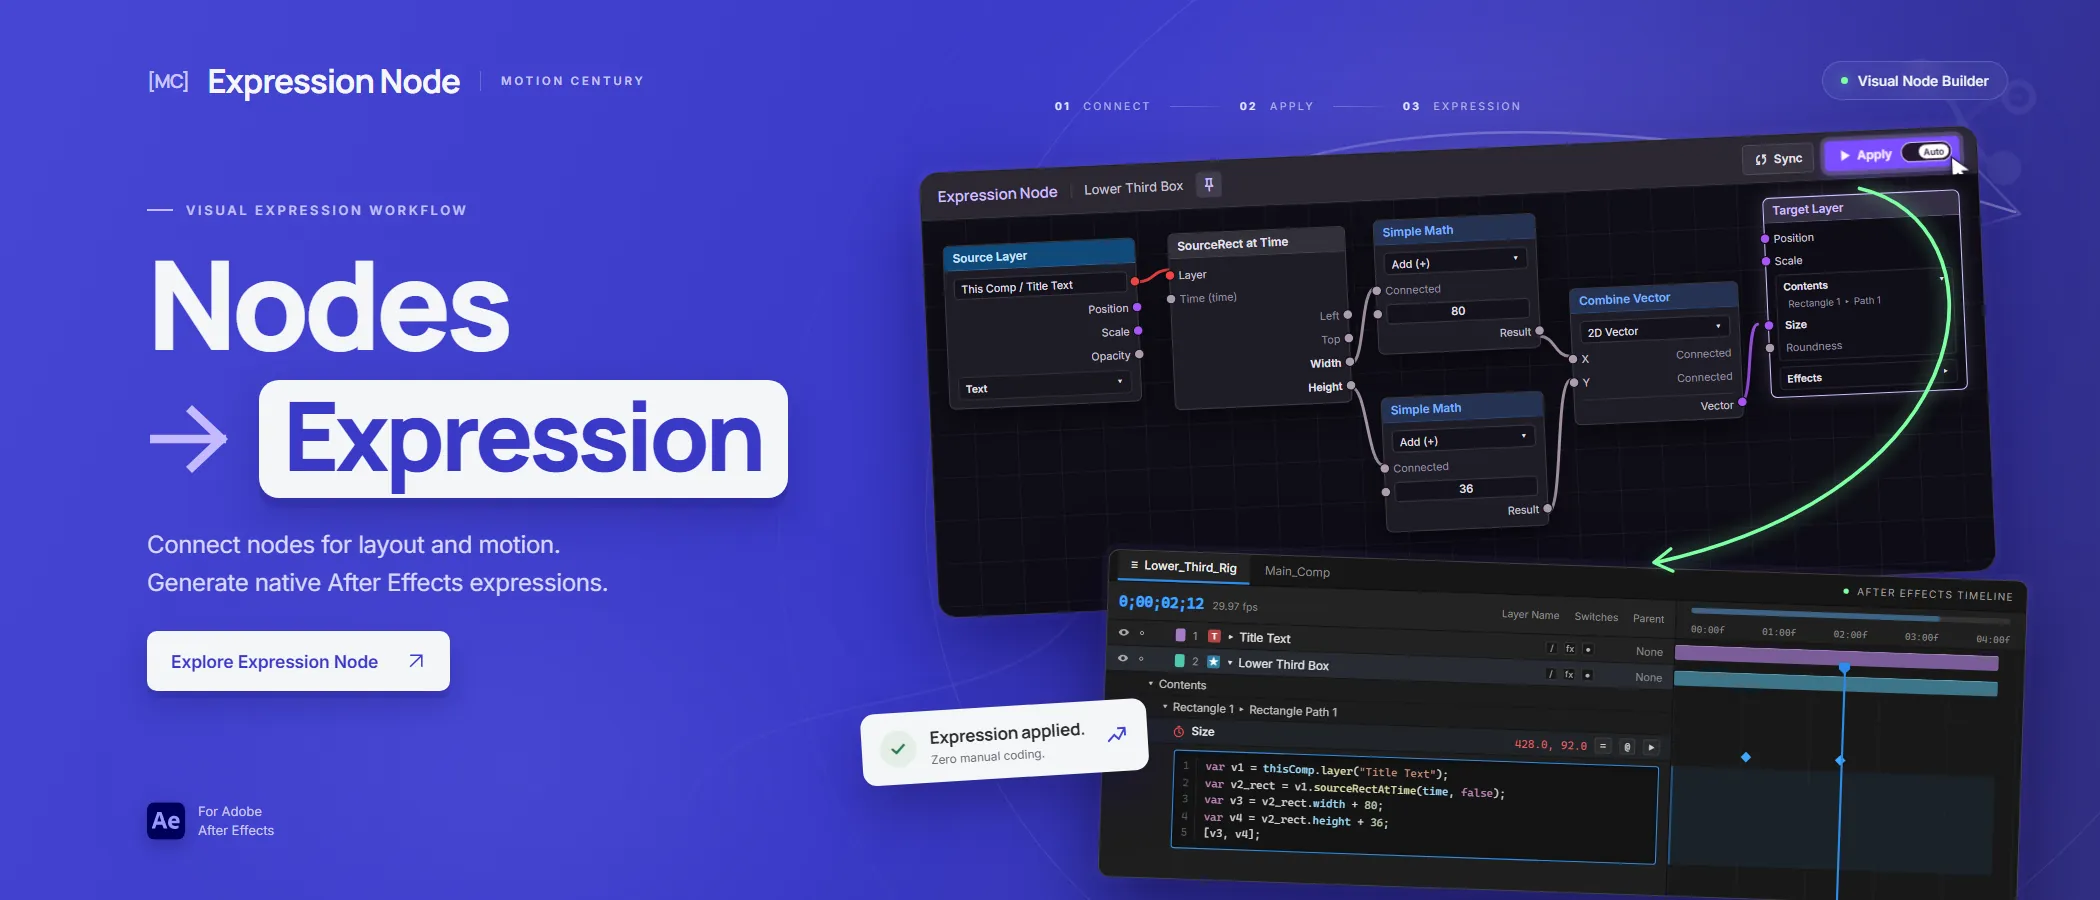 [MC] Expression Node MOTION CENTURY
VISUAL EXPRESSION WORKFLOW
Nodes
Expression
Connect nodes for layout and motion.
Generate native After Effects expressions.
Explore Expression Node
Ae For Adobe
After Effects
01 CONNECT 02 APPLY 03 EXPRESSION
Visual Node Builder
Expression Node Lower Third Box
Sync
Apply Auto
Source Layer
This Comp / Title Text
Position
Scale
Opacity
Text
SourceRect at Time
Layer
Time (time)
Left
Top
Width
Height
Simple Math
Add (+)
Connected
80
Result
Simple Math
Add (+)
Connected
36
Result
Combine Vector
2D Vector
X Connected
Y Connected
Vector
Target Layer
Position
Scale
Contents
Rectangle 1 ‣ Path 1
Size
Roundness
Effects
Lower_Third_Rig Main_Comp
AFTER EFFECTS TIMELINE
0;00;02;12 29.97 fps
Layer Name Switches Parent
00:00f 01:00f 02:00f 03:00f 04:00f
1 T Title Text / fx None
2 Lower Third Box / fx None
Contents
Rectangle 1 ‣ Rectangle Path 1
Size 428.0, 92.0 = @
1 var v1 = thisComp.layer("Title Text");
2 var v2_rect = v1.sourceRectAtTime(time, false);
3 var v3 = v2_rect.width + 80;
4 var v4 = v2_rect.height + 36;
5 [v3, v4];
Expression applied.
Zero manual coding.